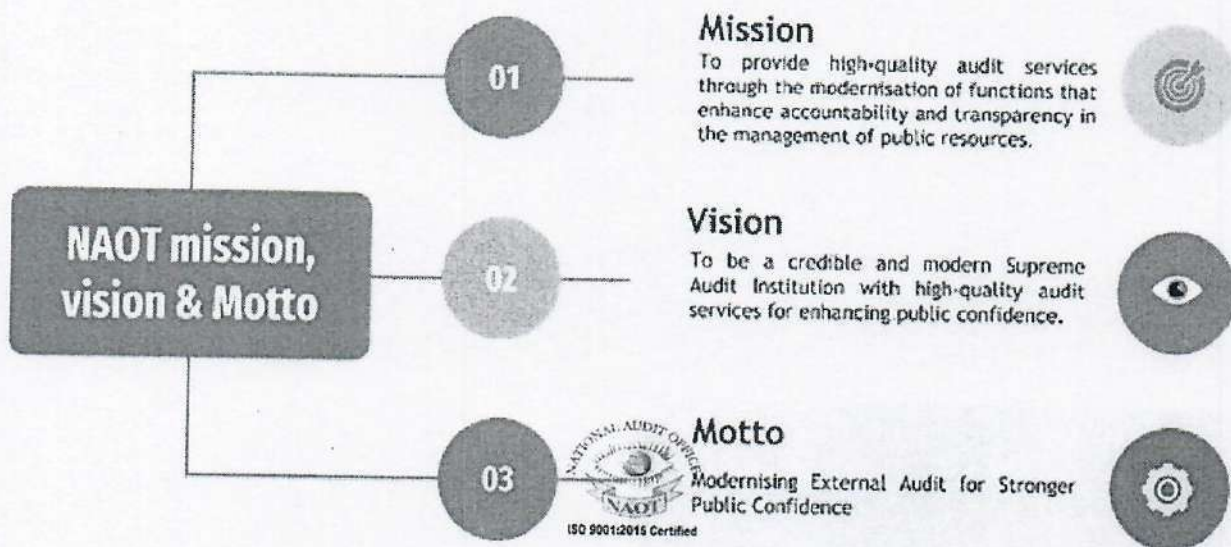 NAOT mission,
vision & Motto
01
Mission
To provide high-quality audit services
through the modernisation of functions that
enhance accountability and transparency in
the management of public resources.
02
Vision
To be a credible and modern Supreme
Audit Institution with high-quality audit
services for enhancing public confidence.
03
NATIONAL AUDIT OFFICE
NAOT
ISO 9001:2015 Certified
Motto
Modernising External Audit for Stronger
Public Confidence